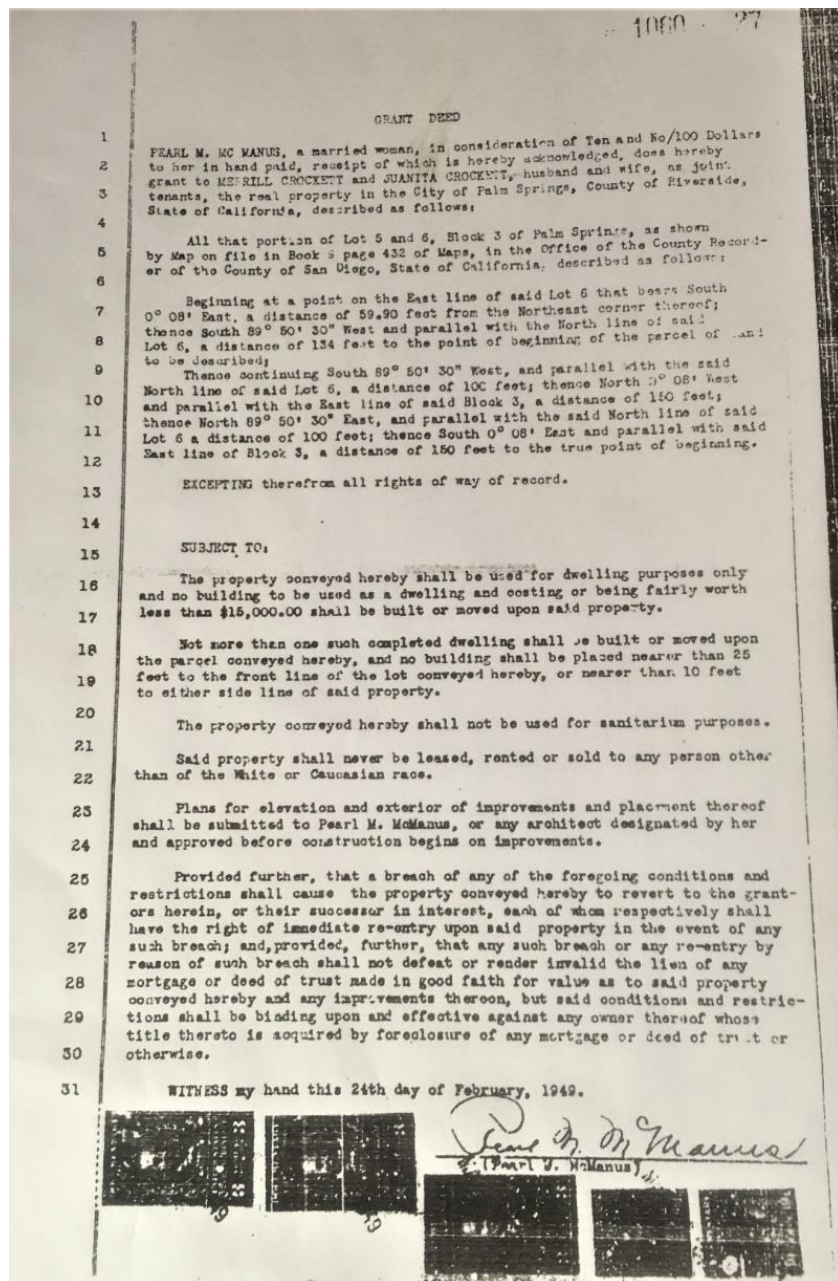 1060 27
GRANT DEED
1
PEARL M. MC MANUS, a married woman, in consideration of Ten and No/100 Dollars
2
to her in hand paid, receipt of which is hereby acknowledged, does hereby
grant to MERRILL CROCKETT and JUANITA CROCKETT, husband and wife, as joint
3
tenants, the real property in the City of Palm Springs, County of Riverside,
State of California, described as follows:
4
All that portion of Lot 5 and 6, Block 3 of Palm Springs, as shown
5
by Map on file in Book page 432 of Maps, in the Office of the County Record-
er of the County of San Diego, State of California, described as follows:
6
Beginning at a point on the East line of said Lot 6 that bears South
7
0° 08' East, a distance of 59.90 feet from the Northeast corner thereof;
thence South 89° 50' 30" West and parallel with the North line of said
8
Lot 6, a distance of 134 feet to the point of beginning of the parcel of land
to be described;
9
Thence continuing South 89° 50' 30" West, and parallel with the said
North line of said Lot 6, a distance of 100 feet; thence North 0° 08' West
10
and parallel with the East line of said Block 3, a distance of 150 feet;
thence North 89° 50' 30" East, and parallel with the said North line of said
11
Lot 6 a distance of 100 feet; thence South 0° 08' East and parallel with said
12
East line of Block 3, a distance of 150 feet to the true point of beginning.
13
EXCEPTING therefrom all rights of way of record.
14
15
SUBJECT TO:
16
The property conveyed hereby shall be used for dwelling purposes only
and no building to be used as a dwelling and costing or being fairly worth
17
less than $15,000.00 shall be built or moved upon said property.
18
Not more than one such completed dwelling shall be built or moved upon
the parcel conveyed hereby, and no building shall be placed nearer than 25
19
feet to the front line of the lot conveyed hereby, or nearer than 10 feet
to either side line of said property.
20
The property conveyed hereby shall not be used for sanitarium purposes.
21
Said property shall never be leased, rented or sold to any person other
22
than of the White or Caucasian race.
23
Plans for elevation and exterior of improvements and placement thereof
shall be submitted to Pearl M. McManus, or any architect designated by her
24
and approved before construction begins on improvements.
25
Provided further, that a breach of any of the foregoing conditions and
restrictions shall cause the property conveyed hereby to revert to the grant-
26
ors herein, or their successor in interest, each of whom respectively shall
have the right of immediate re-entry upon said property in the event of any
27
such breach; and, provided, further, that any such breach or any re-entry by
reason of such breach shall not defeat or render invalid the lien of any
28
mortgage or deed of trust made in good faith for value as to said property
conveyed hereby and any improvements thereon, but said conditions and restric-
29
tions shall be binding upon and effective against any owner thereof whose
title thereto is acquired by foreclosure of any mortgage or deed of trust or
30
otherwise.
31
WITNESS my hand this 24th day of February, 1949.
Pearl M. McManus
(Pearl M. McManus)